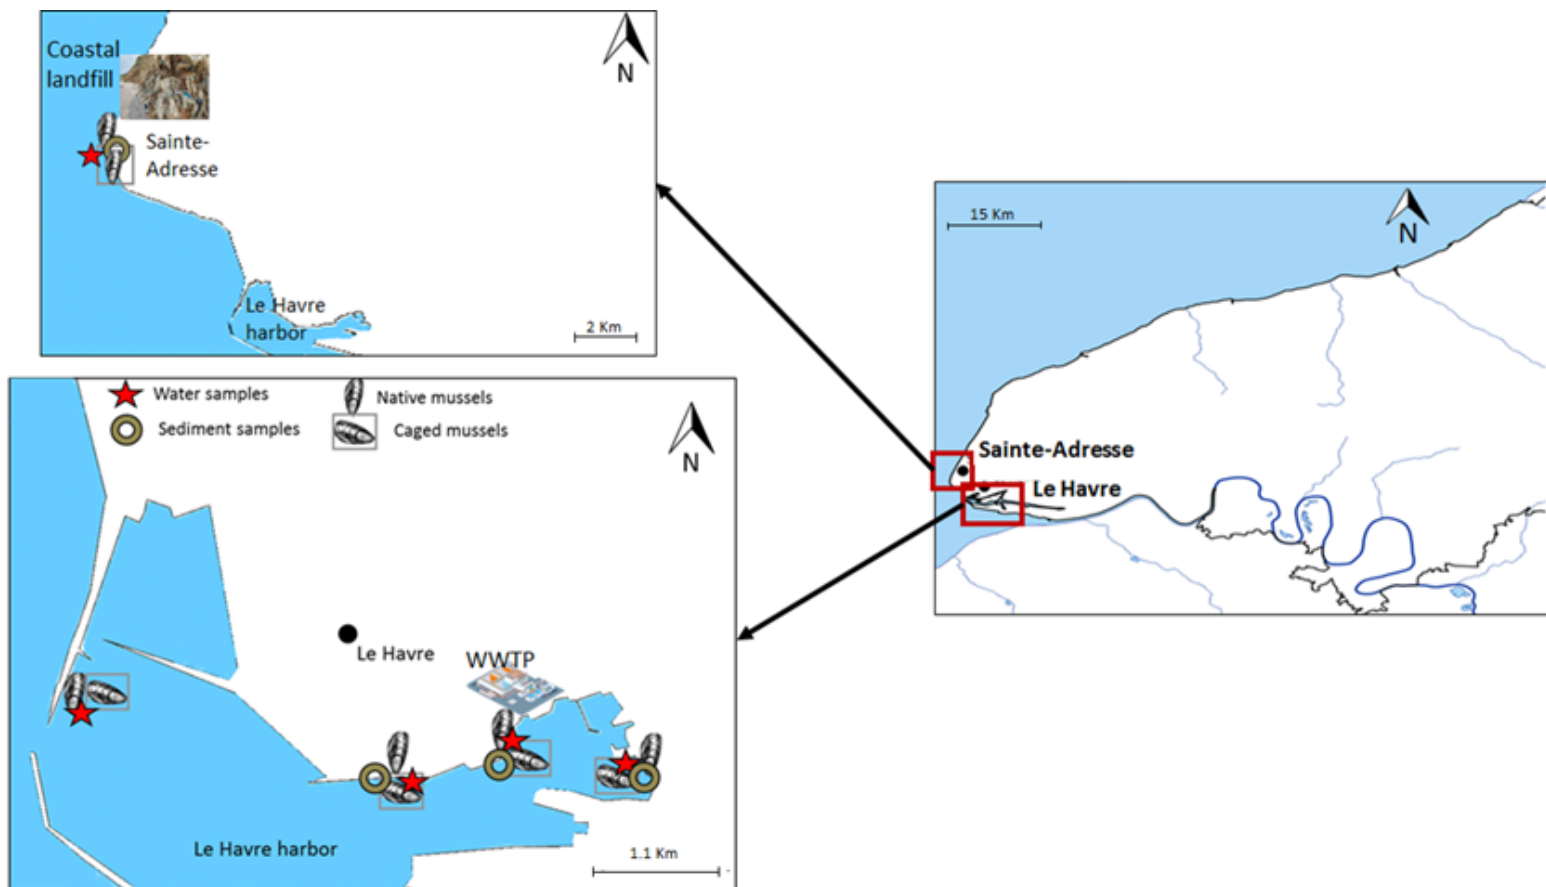 Coastal
landfill
N
Sainte-
Adresse
Le Havre
harbor
2 Km
Water samples
Native mussels
Sediment samples
Caged mussels
N
Le Havre
WWTP
Le Havre harbor
1.1 Km
15 Km
N
Sainte-Adresse
Le Havre